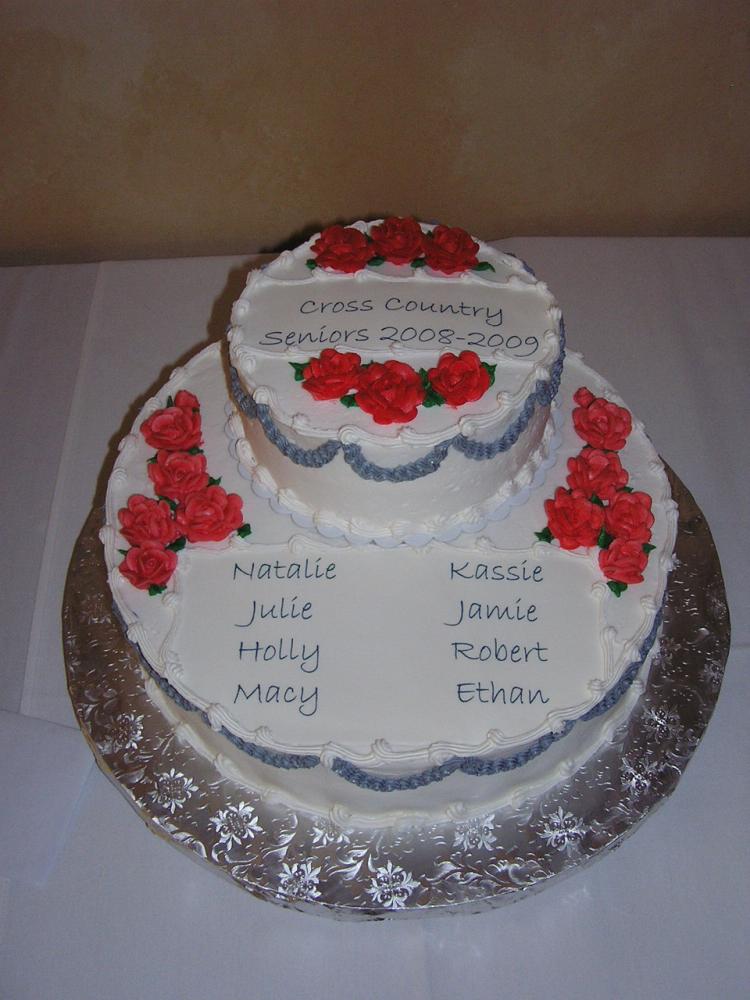 Cross Country
Seniors 2008-2009
Natalie
Julie
Holly
Macy
Kassie
Jamie
Robert
Ethan